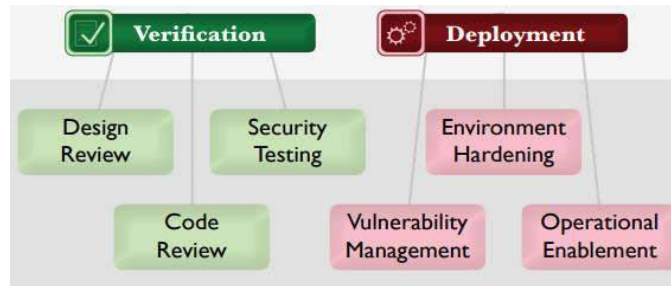 Verification
Deployment
Design
Review
Security
Testing
Environment
Hardening
Code
Review
Vulnerability
Management
Operational
Enablement